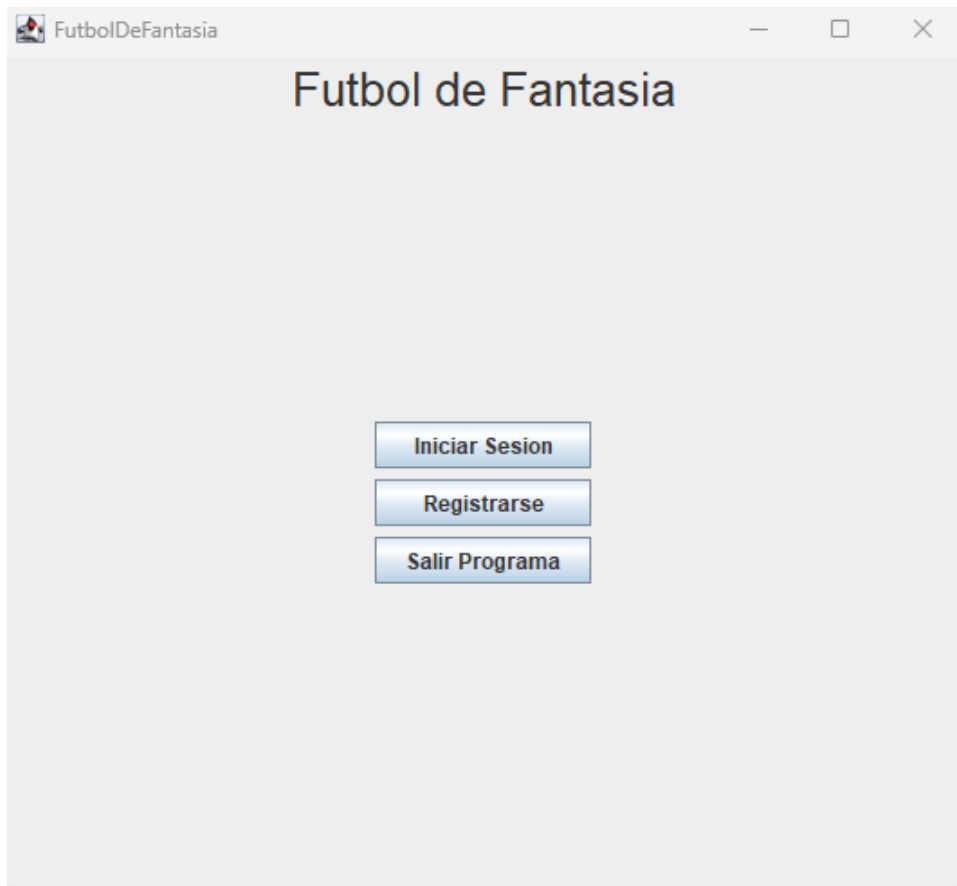 FutbolDeFantasia
Futbol de Fantasia
Iniciar Sesion
Registrarse
Salir Programa